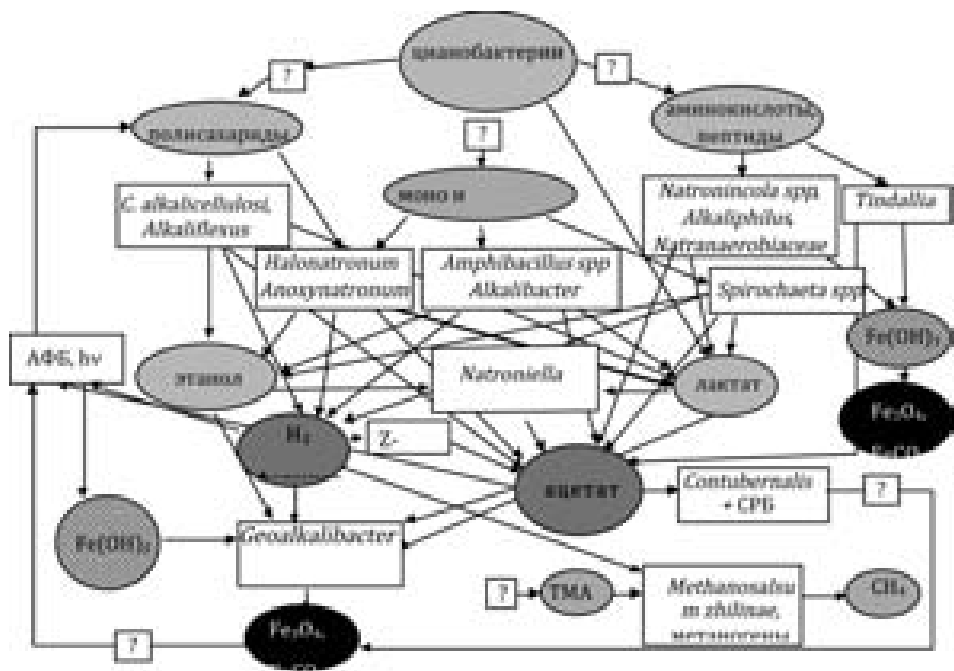 цианобактерии
?
?
полисахариды
аминокислоты,
пептиды
?
моно и
C. alkalicellulosi,
Alkaliflexus
Natronincola spp,
Alkaliphilus,
Natranaerobiaceae
Tindallia
Halonatronum
Anoxynatronum
Amphibacillus spp
Alkalibacter
Spirochaeta spp
АФБ, hν
этанол
Natroniella
лактат
Fe(OH)₃
Fe₃O₄,
H₂
Z-
ацетат
Contubernalis
+ СРБ
?
Fe(OH)₃
Geoalkalibacter
?
ТМА
Methanosalsu
m zhilinae,
метаногены
CH₄
Fe₃O₄,
?